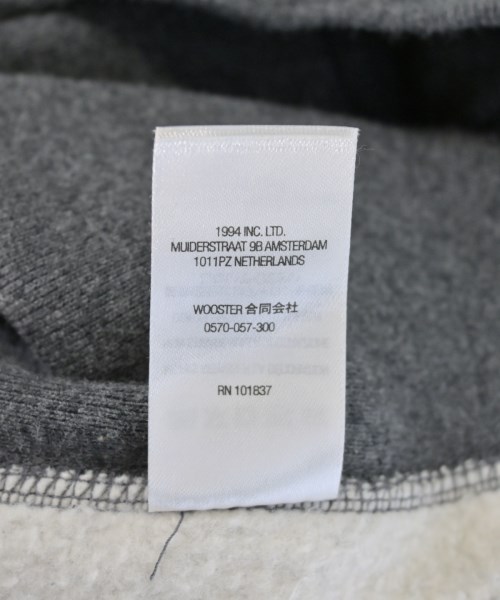 1994 INC. LTD.
MUIDERSTRAAT 9B AMSTERDAM
1011PZ NETHERLANDS
WOOSTER 合同会社
0570-057-300
RN 101837